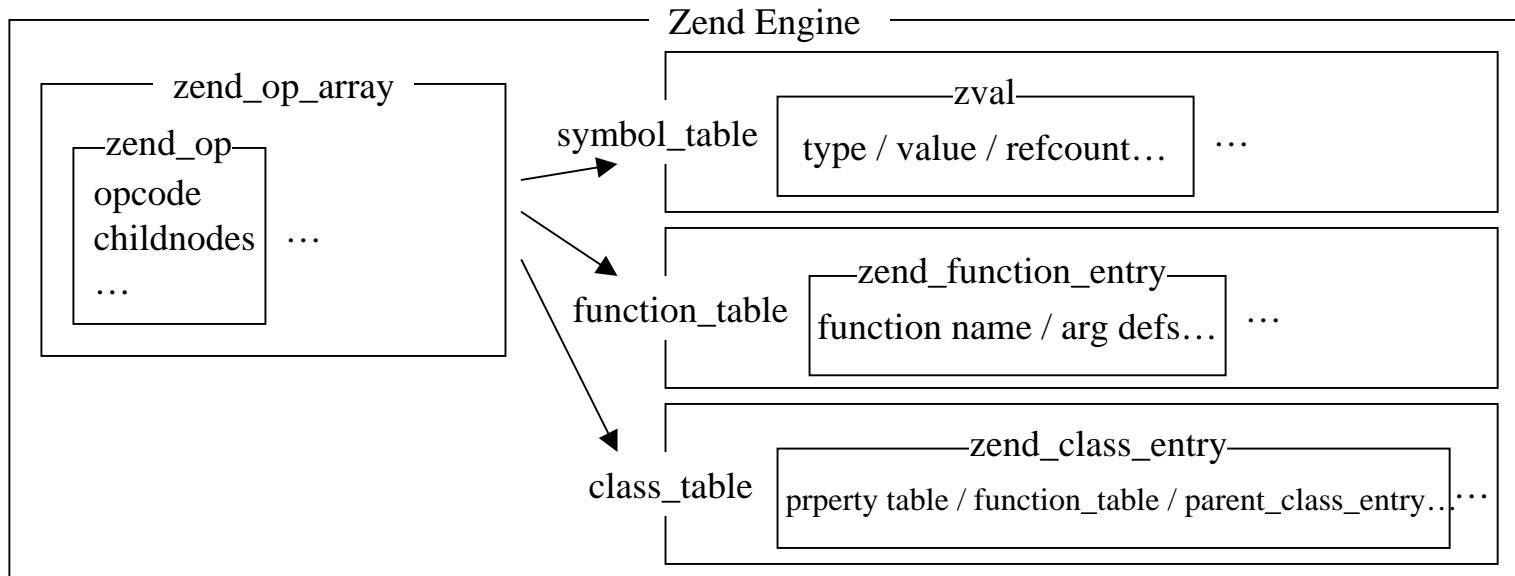 Zend Engine
zend_op_array
zend_op
opcode
childnodes
…
…
symbol_table
zval
type / value / refcount…
…
function_table
zend_function_entry
function name / arg defs…
…
class_table
zend_class_entry
prperty table / function_table / parent_class_entry…
…